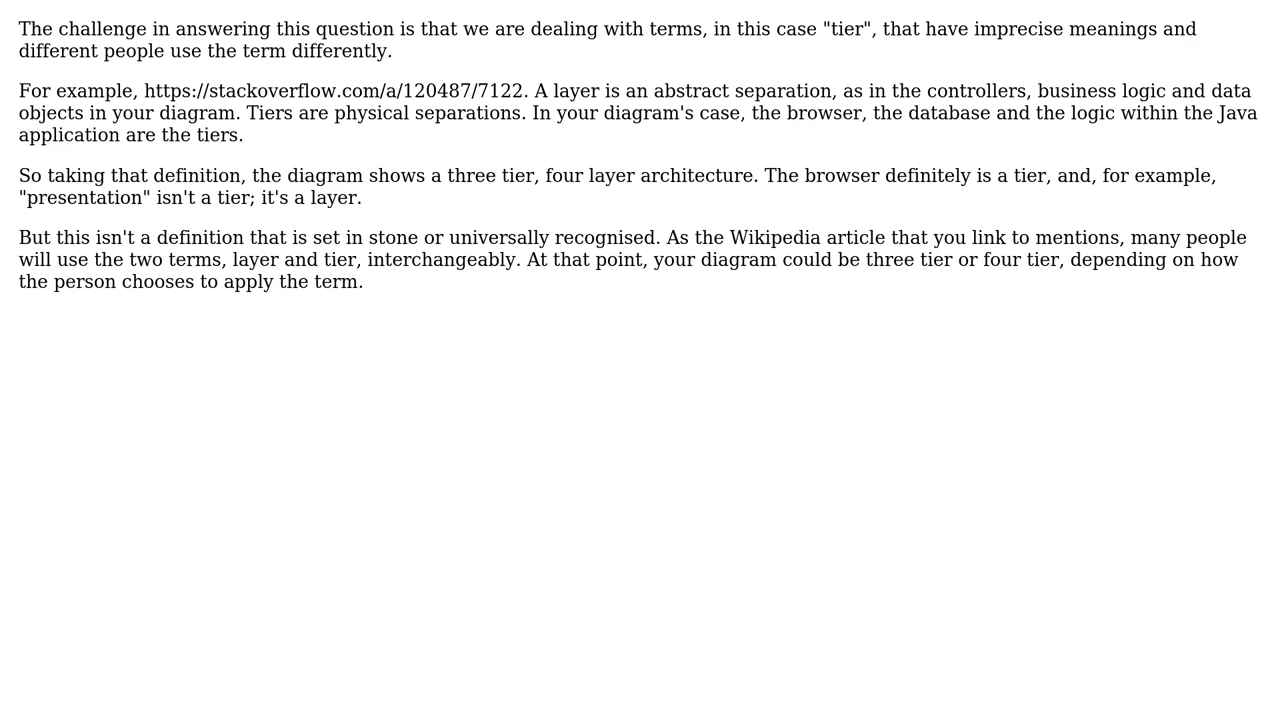 The challenge in answering this question is that we are dealing with terms, in this case "tier", that have imprecise meanings and
different people use the term differently.
For example, https://stackoverflow.com/a/120487/7122. A layer is an abstract separation, as in the controllers, business logic and data
objects in your diagram. Tiers are physical separations. In your diagram's case, the browser, the database and the logic within the Java
application are the tiers.
So taking that definition, the diagram shows a three tier, four layer architecture. The browser definitely is a tier, and, for example,
"presentation" isn't a tier; it's a layer.
But this isn't a definition that is set in stone or universally recognised. As the Wikipedia article that you link to mentions, many people
will use the two terms, layer and tier, interchangeably. At that point, your diagram could be three tier or four tier, depending on how
the person chooses to apply the term.